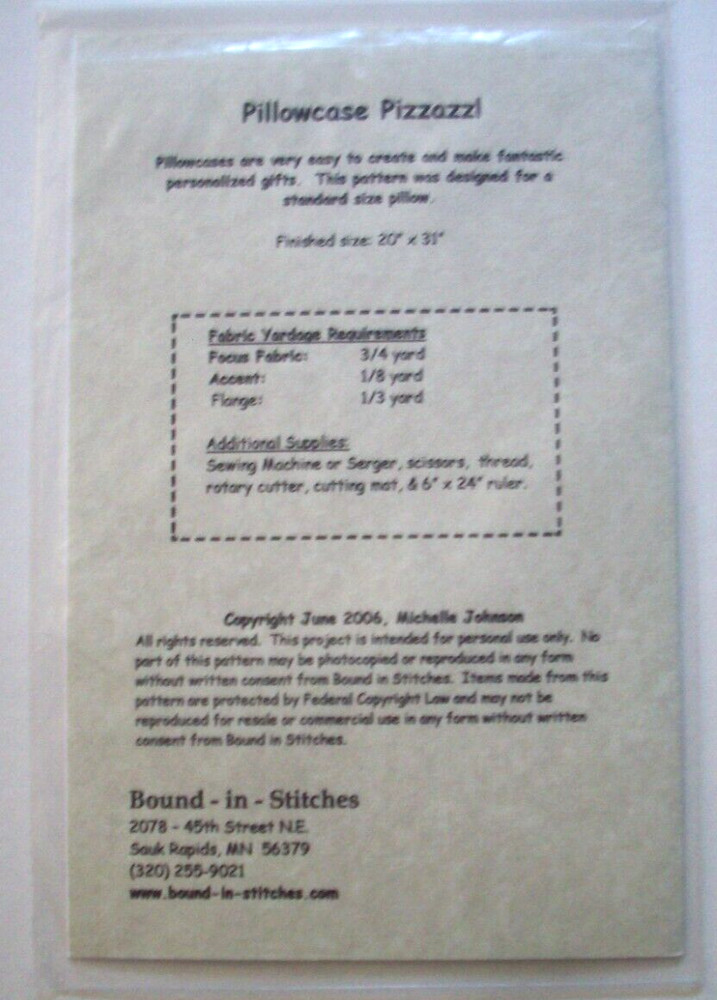 Pillowcase Pizzazz!
Pillowcases are very easy to create and make fantastic
personalized gifts. This pattern was designed for a
standard size pillow.
Finished size: 20" x 31"
Fabric Yardage Requirements
Focus Fabric: 3/4 yard
Accent: 1/8 yard
Flange: 1/3 yard
Additional Supplies:
Sewing Machine or Serger, scissors, thread,
rotary cutter, cutting mat, & 6" x 24" ruler.
Copyright June 2006, Michelle Johnson
All rights reserved. This project is intended for personal use only. No
part of this pattern may be photocopied or reproduced in any form
without written consent from Bound in Stitches. Items made from this
pattern are protected by Federal Copyright Law and may not be
reproduced for resale or commercial use in any form without written
consent from Bound in Stitches.
Bound - in - Stitches
2078 - 45th Street N.E.
Sauk Rapids, MN 56379
(320) 255-9021
www.bound-in-stitches.com